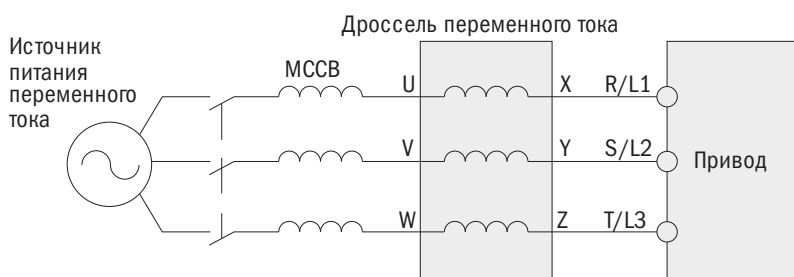 Дроссель переменного тока
Источник
питания
переменного
тока
MCCB
U
X
R/L1
V
Y
S/L2
Привод
W
Z
T/L3